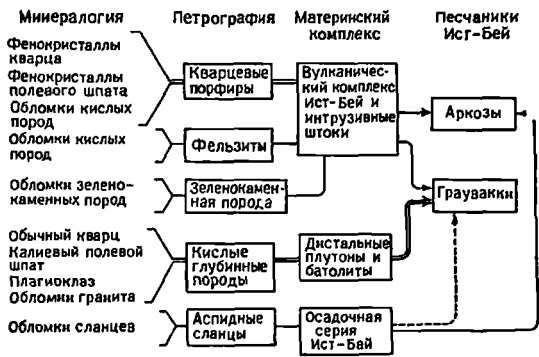 Минералогия
Петрография
Материнский
комплекс
Песчаники
Ист-Бей
Фенокристаллы
кварца
Фенокристаллы
полевого шпата
Обломки кислых
пород
Кварцевые
порфиры
Вулканический
комплекс
Ист-Бей и
интрузивные
штоки
Аркозы
Обломки кислых
пород
Фельзиты
Обломки зелено-
каменных пород
Зеленокамен-
ная порода
Граувакки
Обычный кварц
Калиевый полевой
шпат
Плагиоклаз
Обломки гранита
Кислые
глубинные
породы
Дистальные
плутоны и
батолиты
Обломки сланцев
Аспидные
сланцы
Осадочная
серия
Ист-Бай